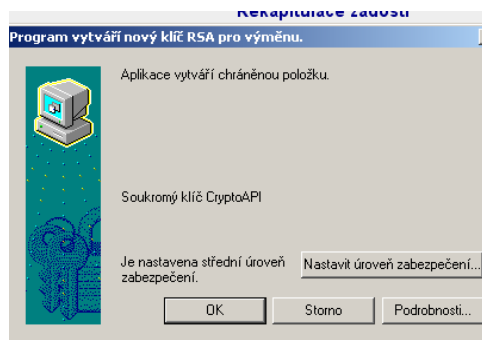 Rekapitulace žádosti
Program vytváří nový klíč RSA pro výměnu.
Aplikace vytváří chráněnou položku.
Soukromý klíč CryptoAPI
Je nastavena střední úroveň
zabezpečení.
Nastavit úroveň zabezpečení...
OK
Storno
Podrobnosti...